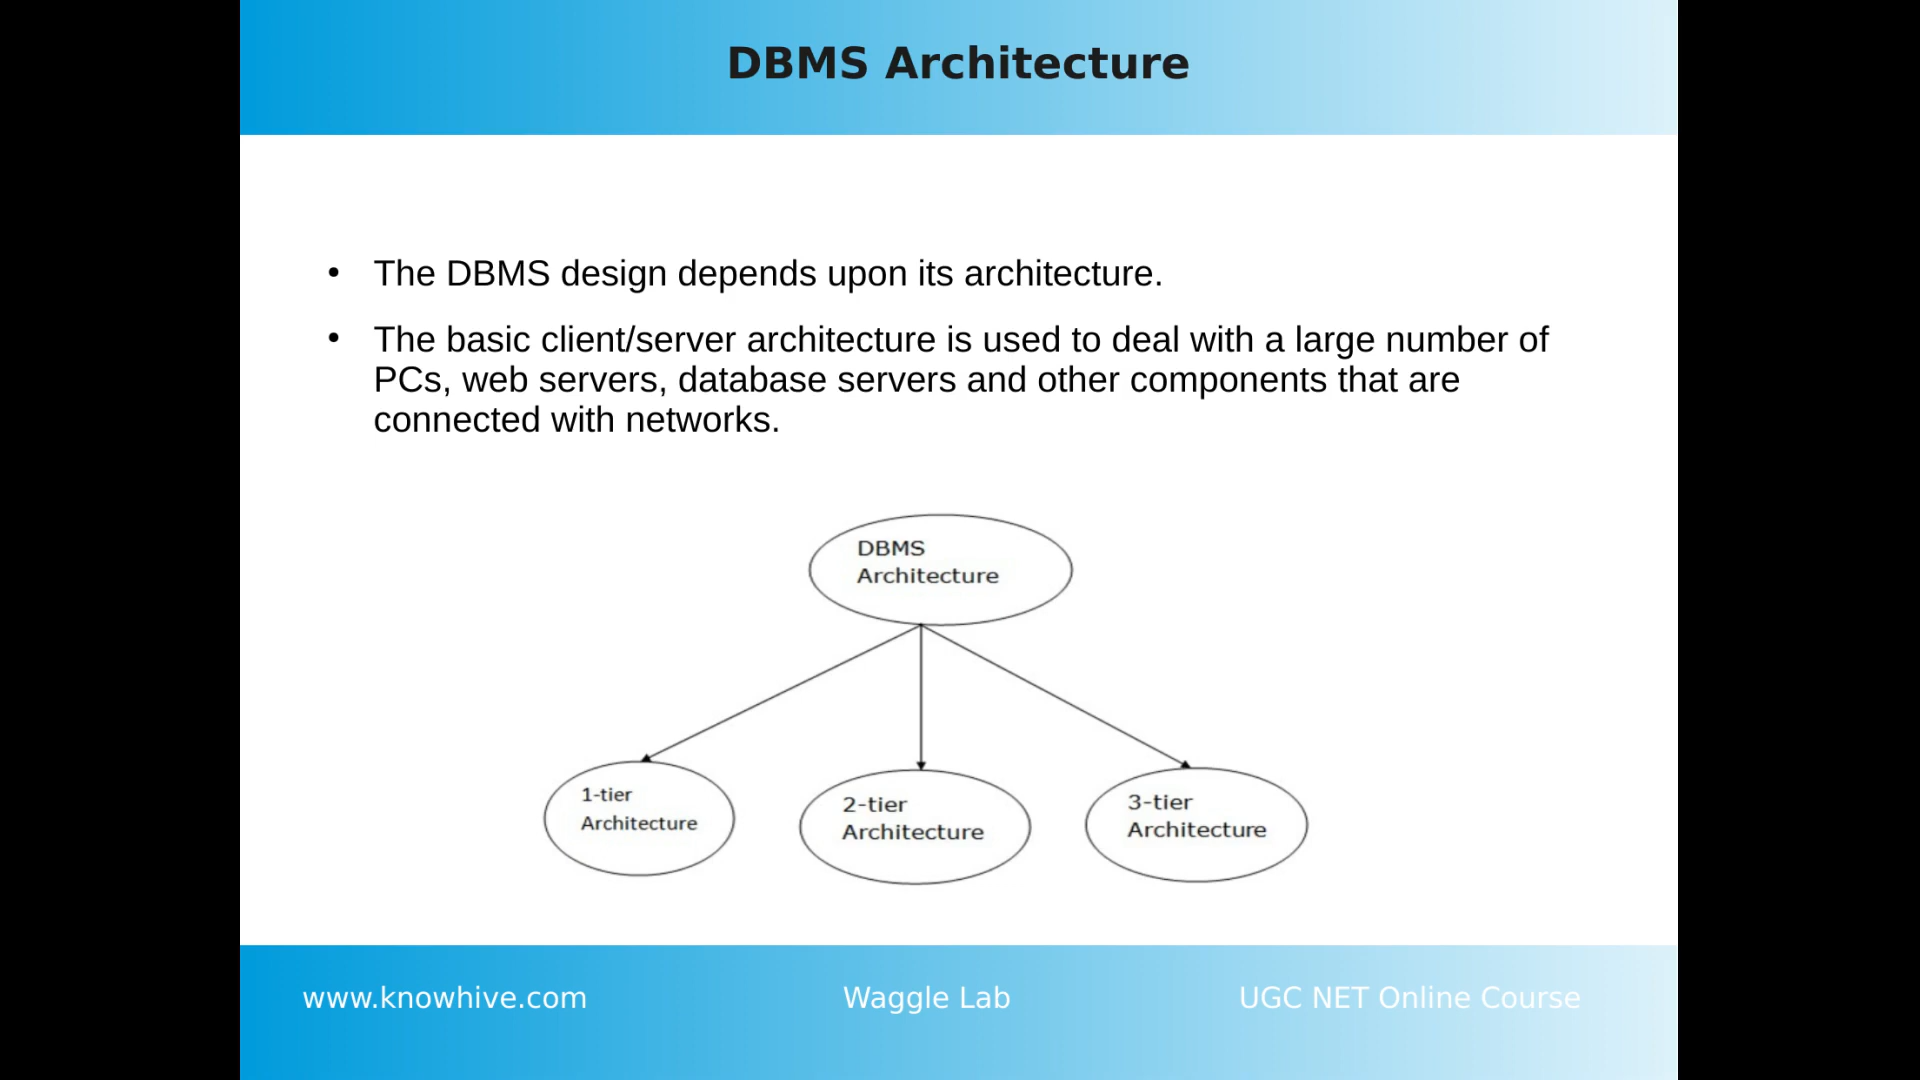 DBMS Architecture
• The DBMS design depends upon its architecture.
• The basic client/server architecture is used to deal with a large number of
PCs, web servers, database servers and other components that are
connected with networks.
DBMS
Architecture
1-tier
Architecture
2-tier
Architecture
3-tier
Architecture
www.knowhive.com
Waggle Lab
UGC NET Online Course